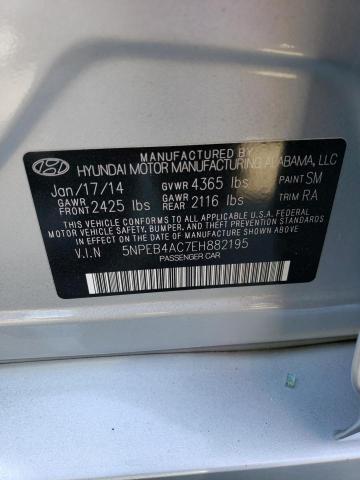 MANUFACTURED BY
HYUNDAI MOTOR MANUFACTURING ALABAMA, LLC
Jan/17/14 GVWR 4365 lbs PAINT SM
GAWR FRONT 2425 lbs GAWR REAR 2116 lbs TRIM RA
THIS VEHICLE CONFORMS TO ALL APPLICABLE U.S.A FEDERAL
MOTOR VEHICLE SAFETY, BUMPER, AND THEFT PREVENTION
STANDARDS IN EFFECT ON THE DATE OF MANUFACTURE
SHOWN ABOVE.
V.I.N 5NPEB4AC7EH882195
PASSENGER CAR